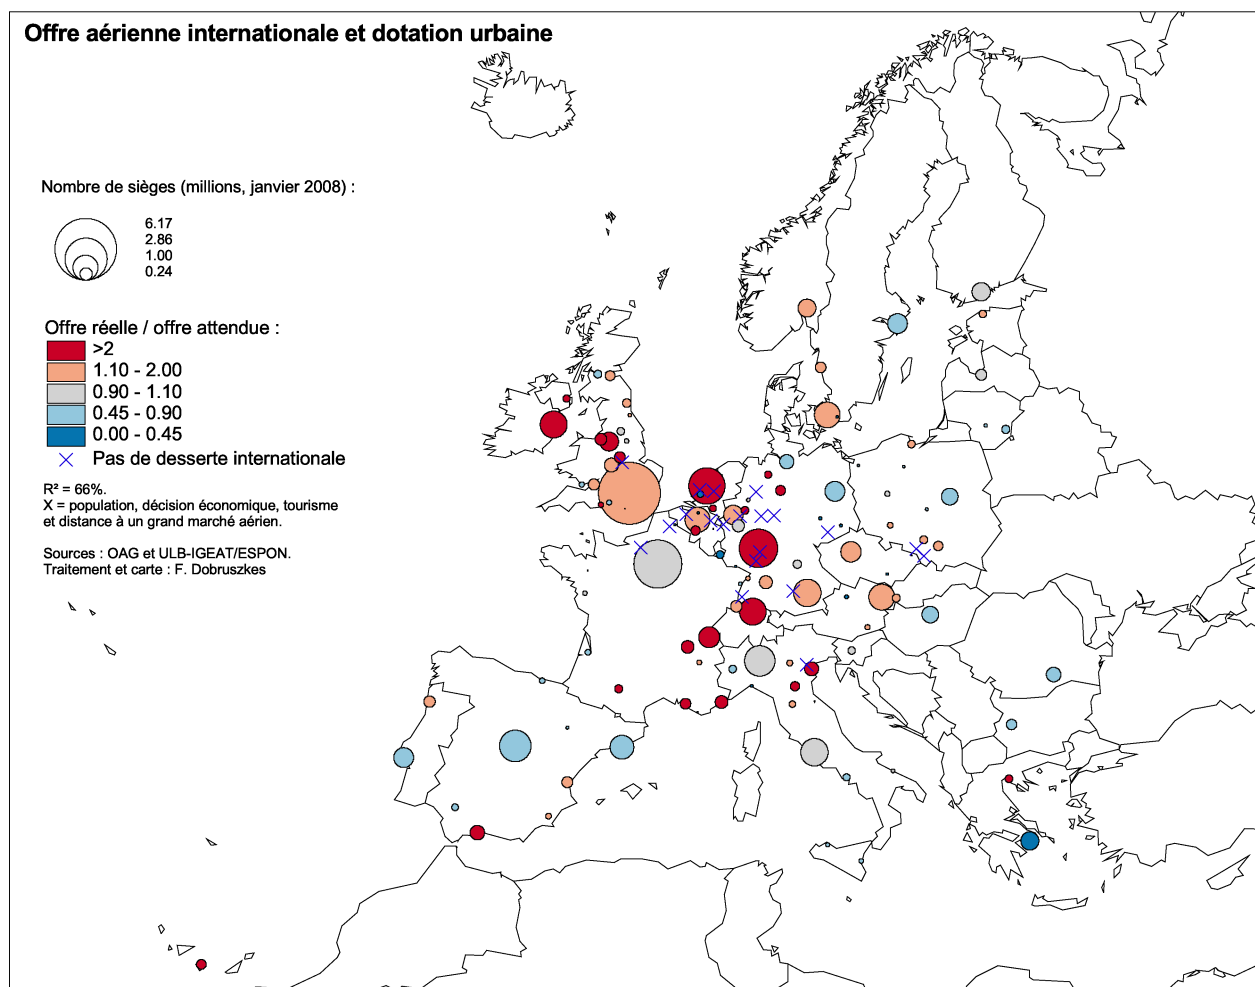 Offre aérienne internationale et dotation urbaine
Nombre de sièges (millions, janvier 2008) :
6.17
2.86
1.00
0.24
Offre réelle / offre attendue :
>2
1.10 - 2.00
0.90 - 1.10
0.45 - 0.90
0.00 - 0.45
Pas de desserte internationale
R² = 66%.
X = population, décision économique, tourisme
et distance à un grand marché aérien.
Sources : OAG et ULB-IGEAT/ESPON.
Traitement et carte : F. Dobruszkes